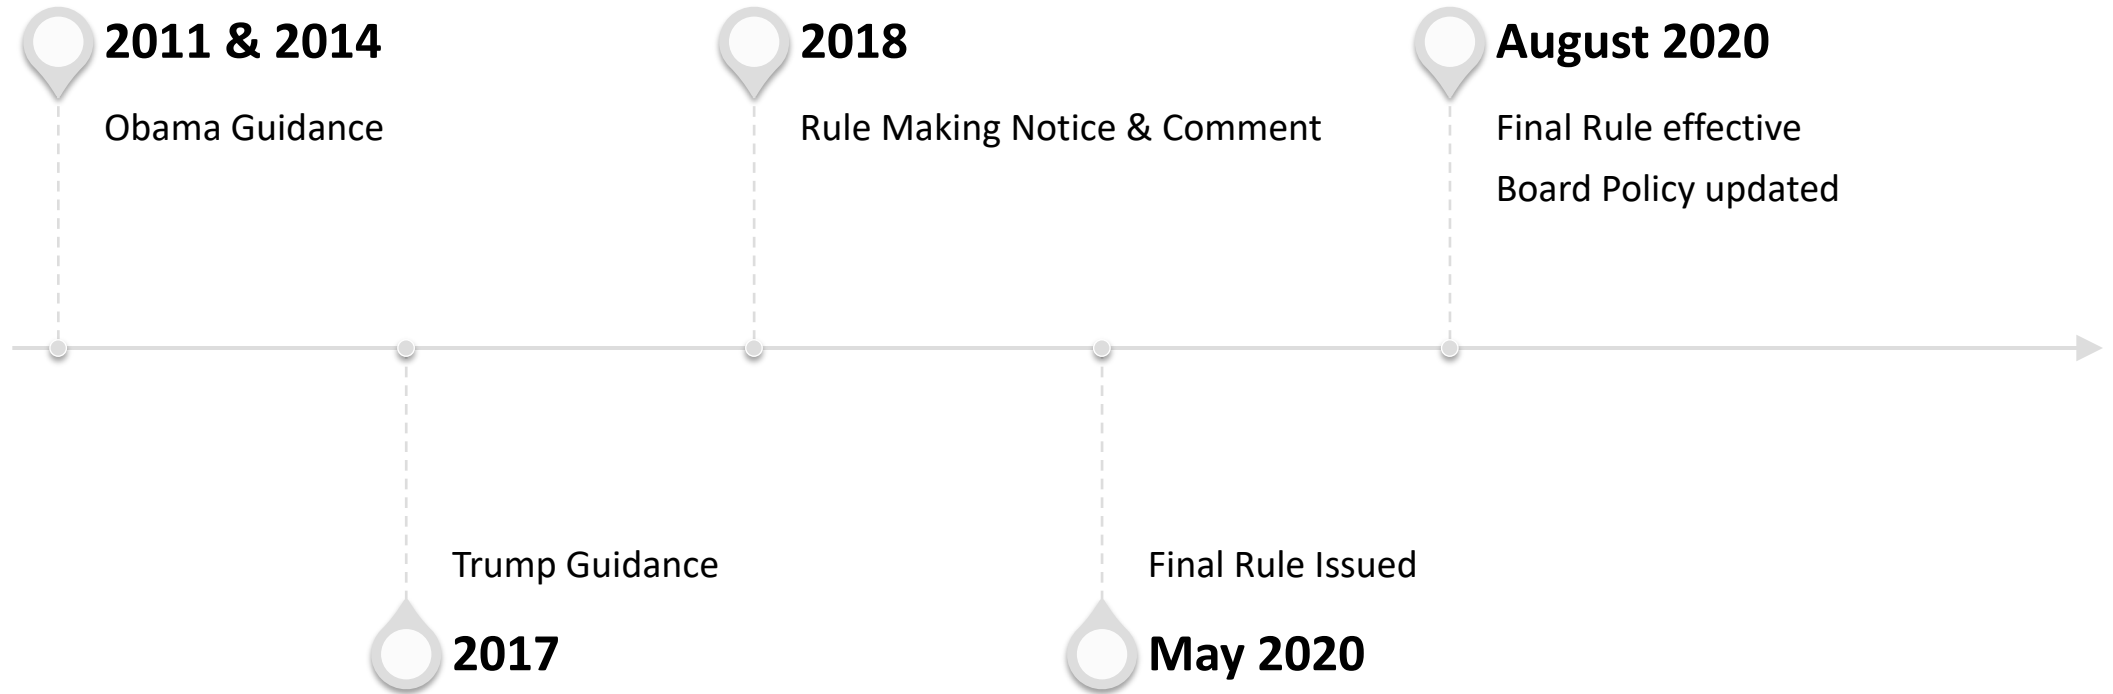 2011 & 2014
Obama Guidance
2018
Rule Making Notice & Comment
August 2020
Final Rule effective
Board Policy updated
Trump Guidance
2017
Final Rule Issued
May 2020